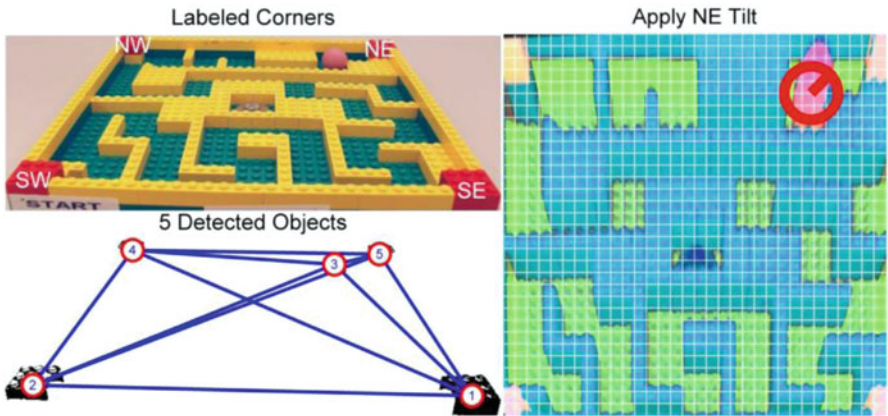 Labeled Corners
NW
NE
SW
SE
START
5 Detected Objects
4
3
5
2
1
Apply NE Tilt